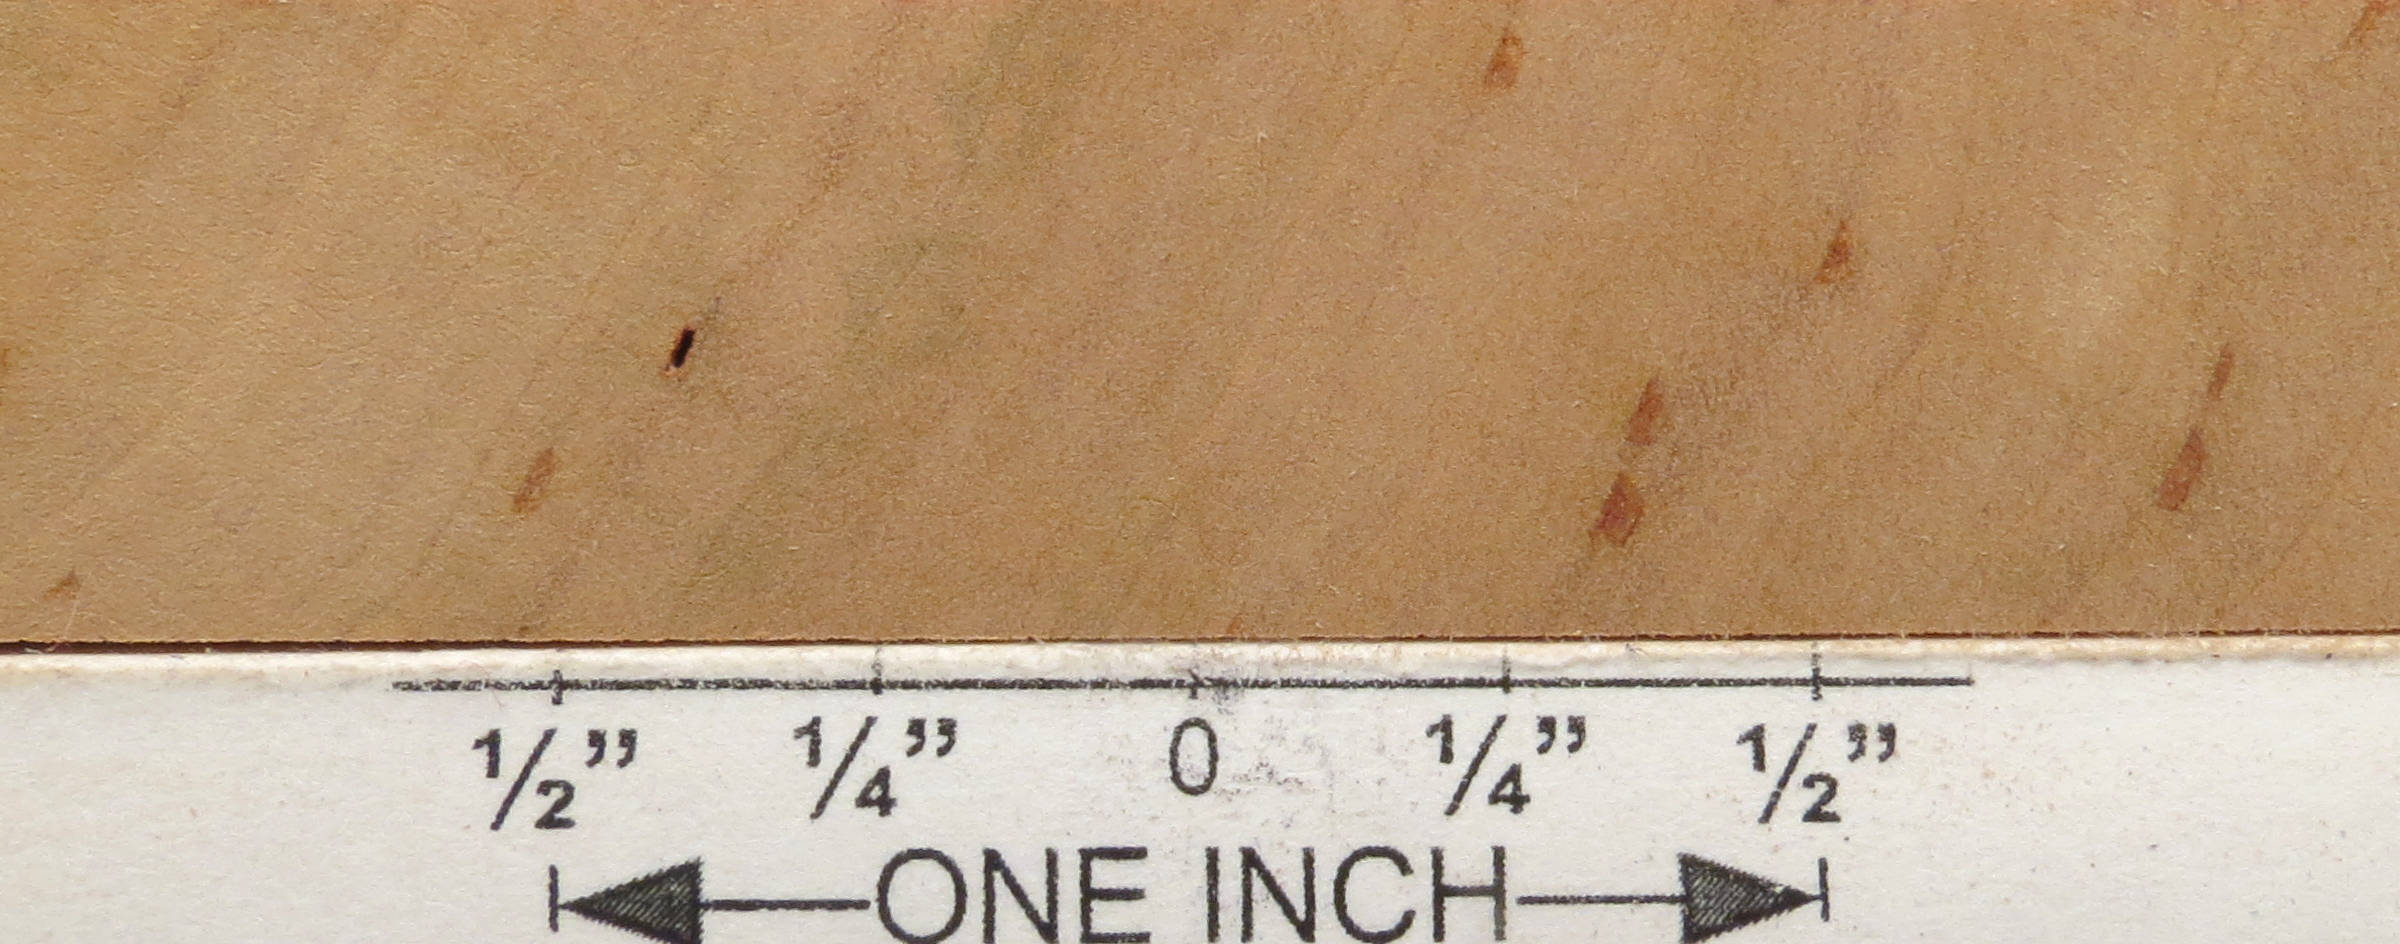 1/2” 1/4” 0 1/4” 1/2”
ONE INCH